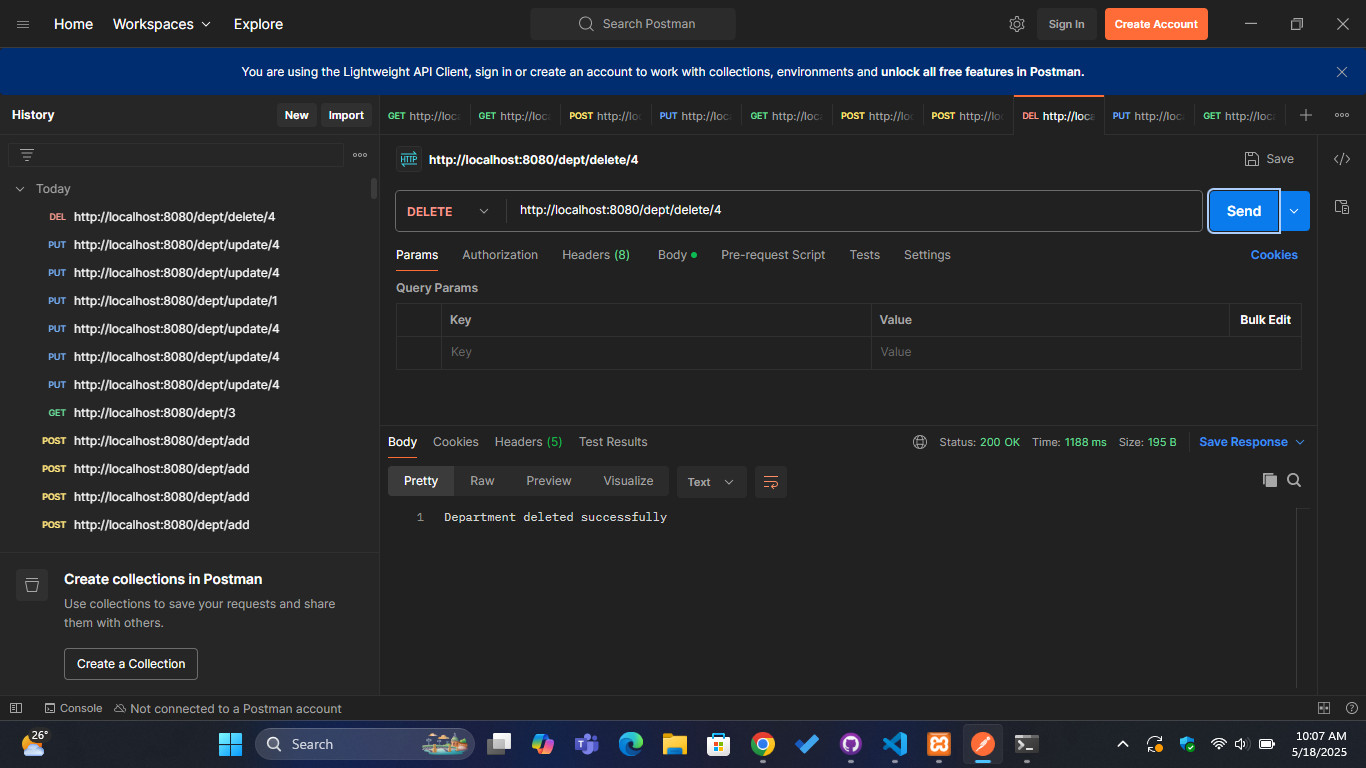 Home Workspaces Explore Search Postman Sign In Create Account
You are using the Lightweight API Client, sign in or create an account to work with collections, environments and unlock all free features in Postman.
History New Import
GET http://loc POST http://loc PUT http://loc GET http://loc POST http://loc POST http://loc DEL http://loca PUT http://loc GET http://loc
GET http://loc
Today
DEL http://localhost:8080/dept/delete/4
PUT http://localhost:8080/dept/update/4
PUT http://localhost:8080/dept/update/4
PUT http://localhost:8080/dept/update/1
PUT http://localhost:8080/dept/update/4
PUT http://localhost:8080/dept/update/4
PUT http://localhost:8080/dept/update/4
GET http://localhost:8080/dept/3
POST http://localhost:8080/dept/add
POST http://localhost:8080/dept/add
POST http://localhost:8080/dept/add
POST http://localhost:8080/dept/add
Create collections in Postman
Use collections to save your requests and share
them with others.
Create a Collection
HTTP http://localhost:8080/dept/delete/4 Save
DELETE http://localhost:8080/dept/delete/4 Send
Params Authorization Headers (8) Body Pre-request Script Tests Settings Cookies
Query Params
Key Value Bulk Edit
Key Value
Body Cookies Headers (5) Test Results Status: 200 OK Time: 1188 ms Size: 195 B Save Response
Pretty Raw Preview Visualize Text
1 Department deleted successfully
Console Not connected to a Postman account
26° Search 10:07 AM
5/18/2025